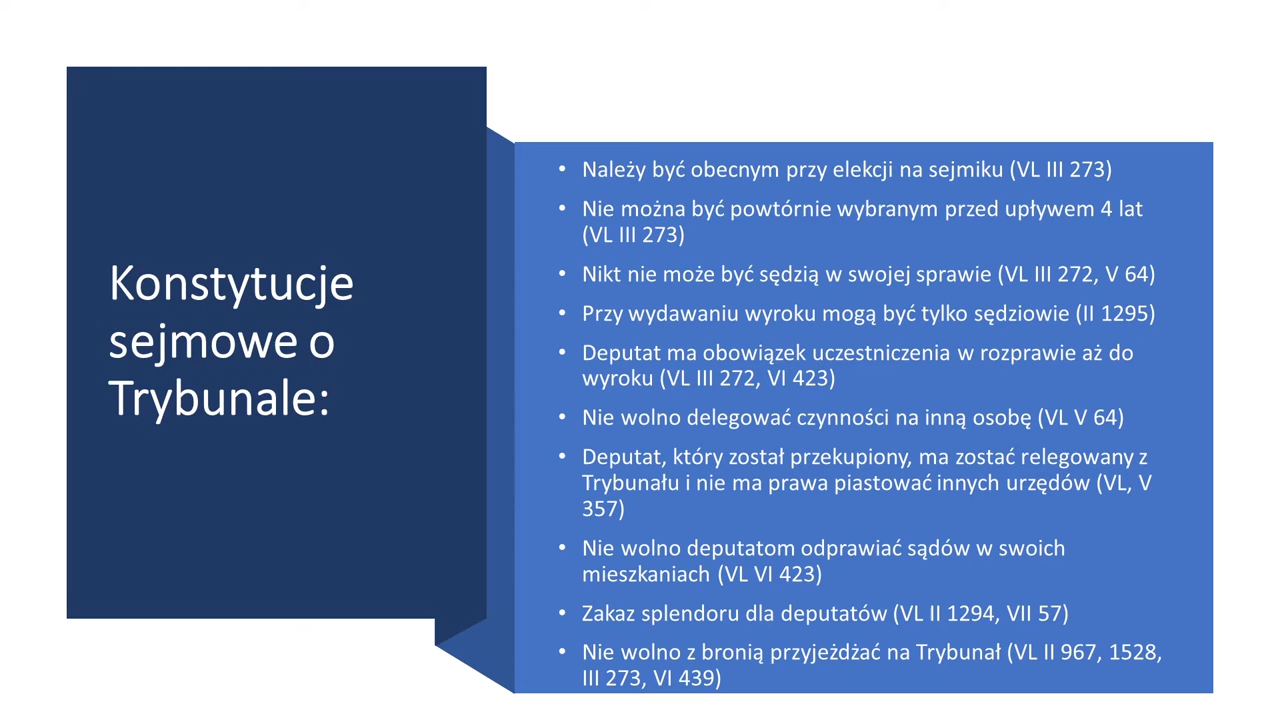 Konstytucje
sejmowe o
Trybunale:
• Należy być obecnym przy elekcji na sejmiku (VL III 273)
• Nie można być powtórnie wybranym przed upływem 4 lat
(VL III 273)
• Nikt nie może być sędzią w swojej sprawie (VL III 272, V 64)
• Przy wydawaniu wyroku mogą być tylko sędziowie (II 1295)
• Deputat ma obowiązek uczestniczenia w rozprawie aż do
wyroku (VL III 272, VI 423)
• Nie wolno delegować czynności na inną osobę (VL V 64)
• Deputat, który został przekupiony, ma zostać relegowany z
Trybunału i nie ma prawa piastować innych urzędów (VL, V
357)
• Nie wolno deputatom odprawiać sądów w swoich
mieszkaniach (VL VI 423)
• Zakaz splendoru dla deputatów (VL II 1294, VII 57)
• Nie wolno z bronią przyjeżdżać na Trybunał (VL II 967, 1528,
III 273, VI 439)